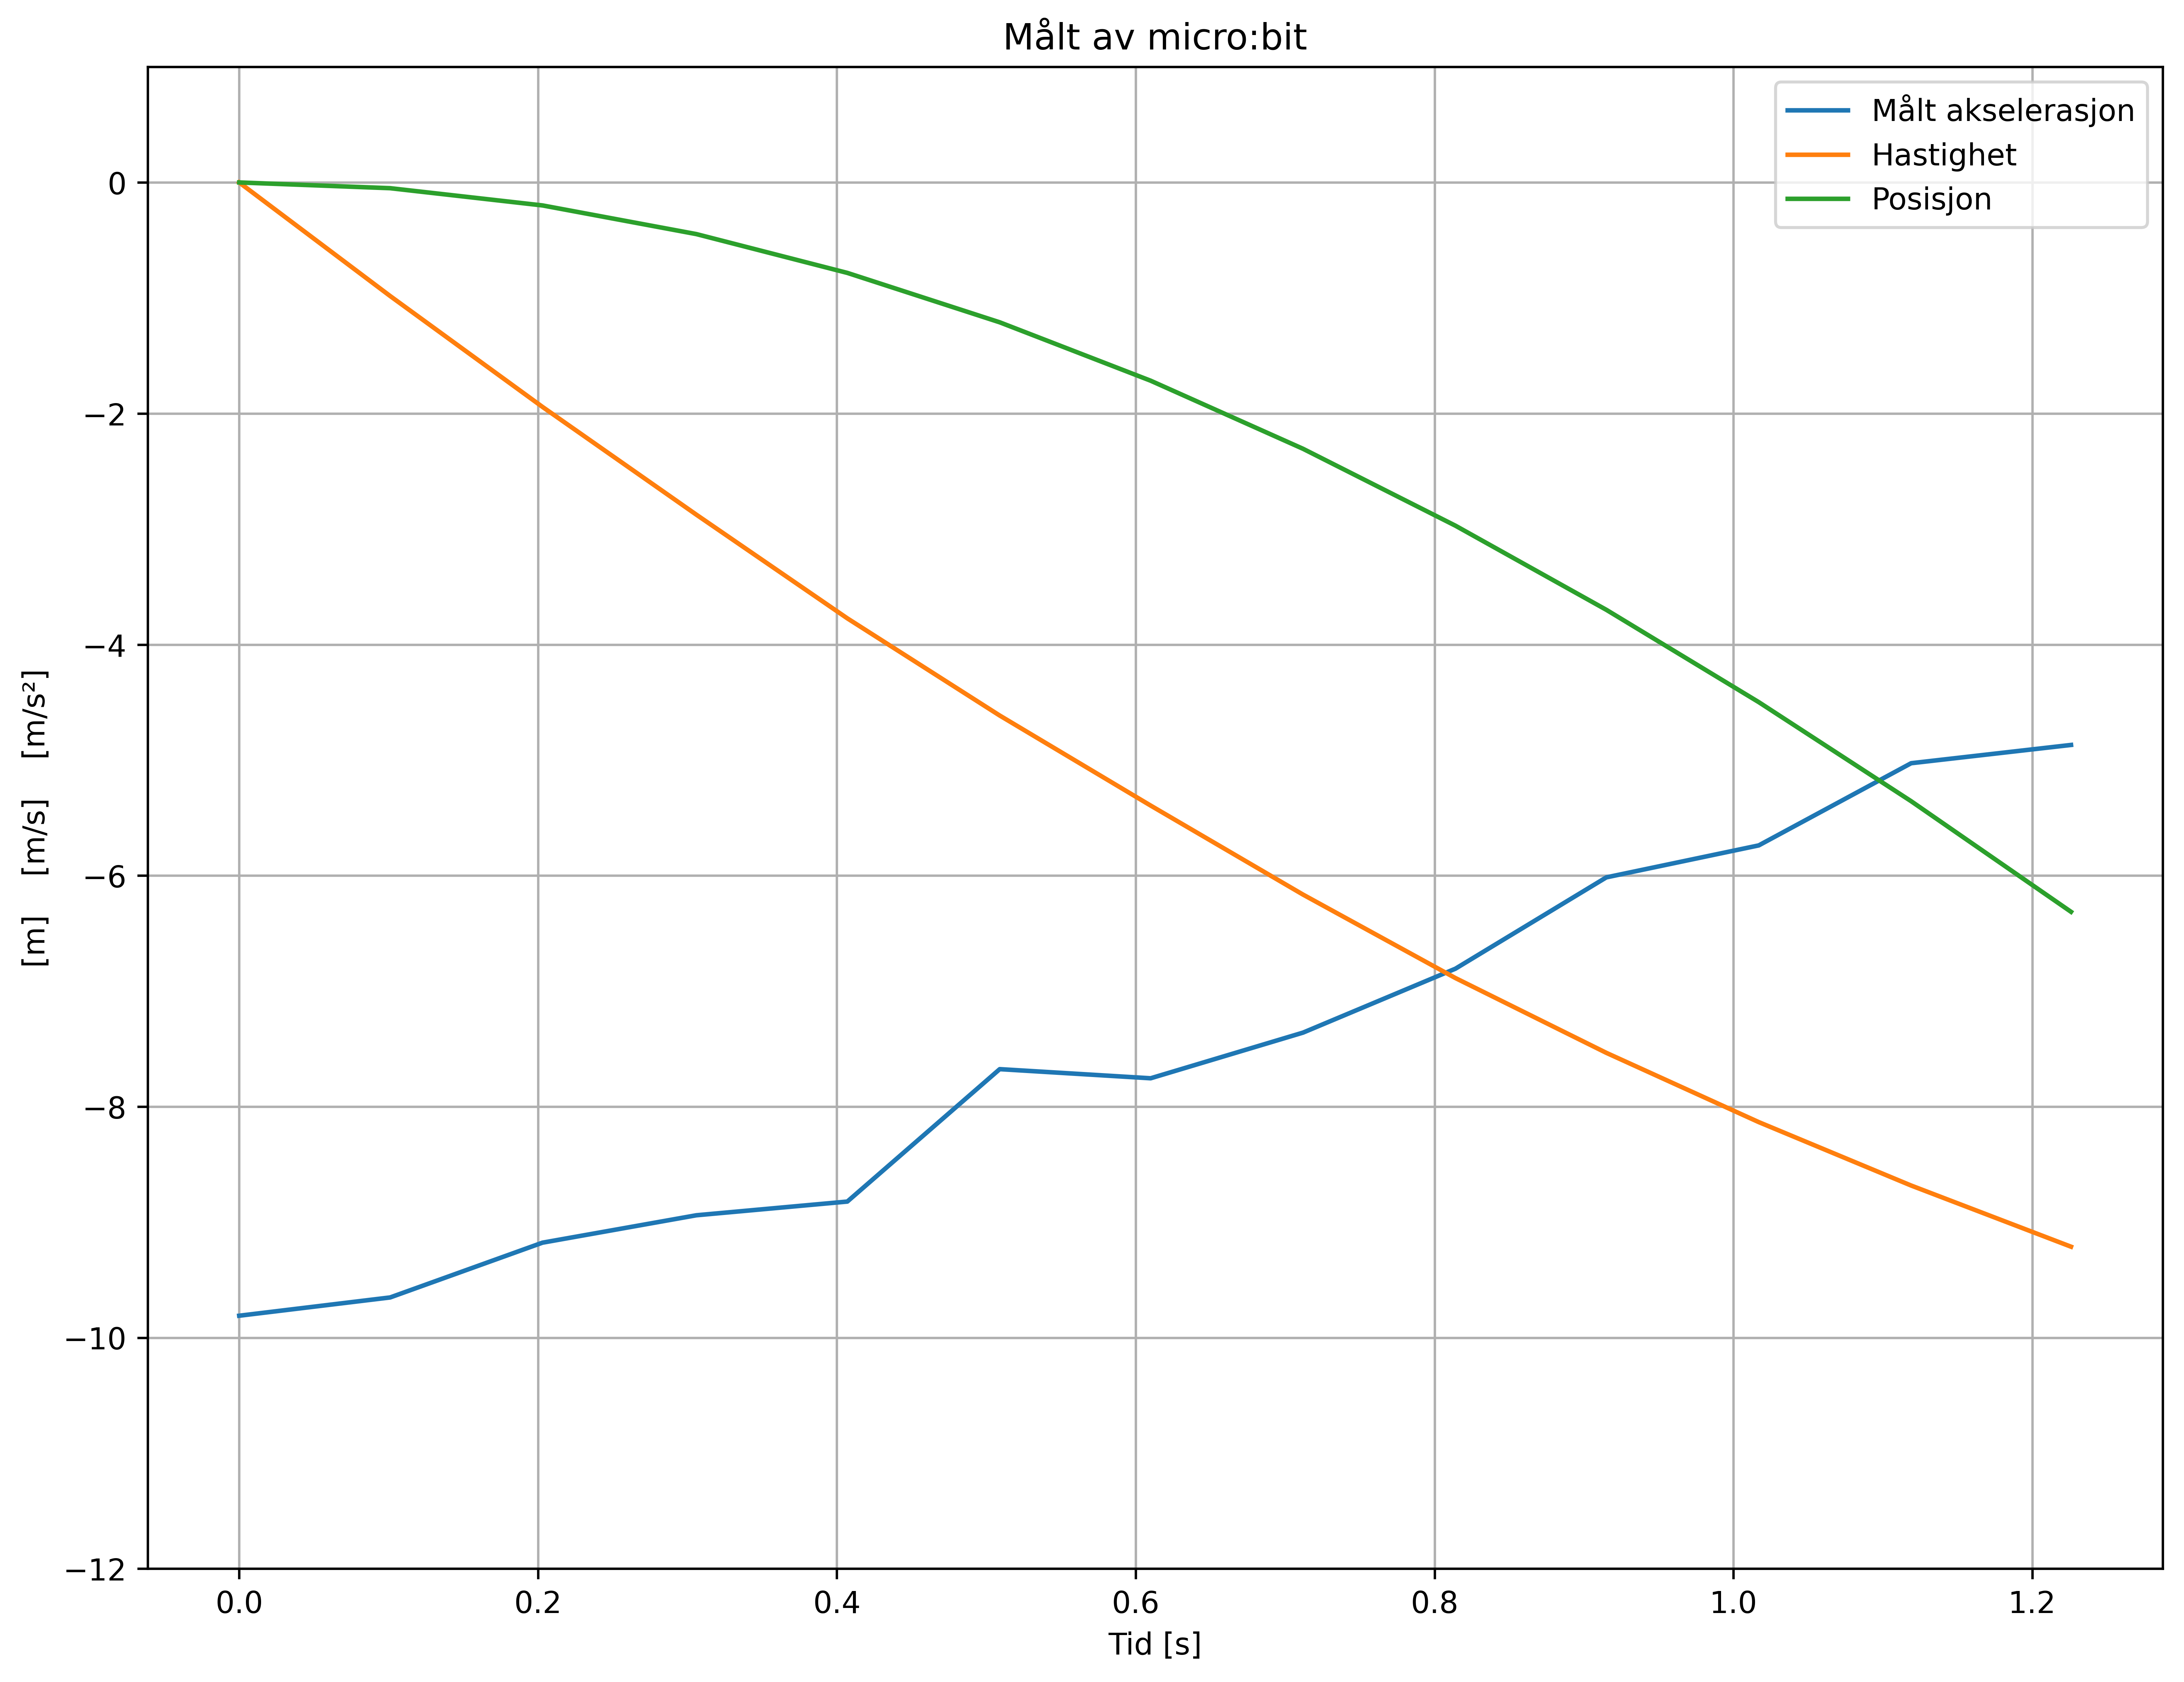 Målt av micro:bit
Målt akselerasjon
Hastighet
Posisjon
0
−2
−4
−6
−8
−10
−12
[m]    [m/s]    [m/s²]
0.0 0.2 0.4 0.6 0.8 1.0 1.2
Tid [s]